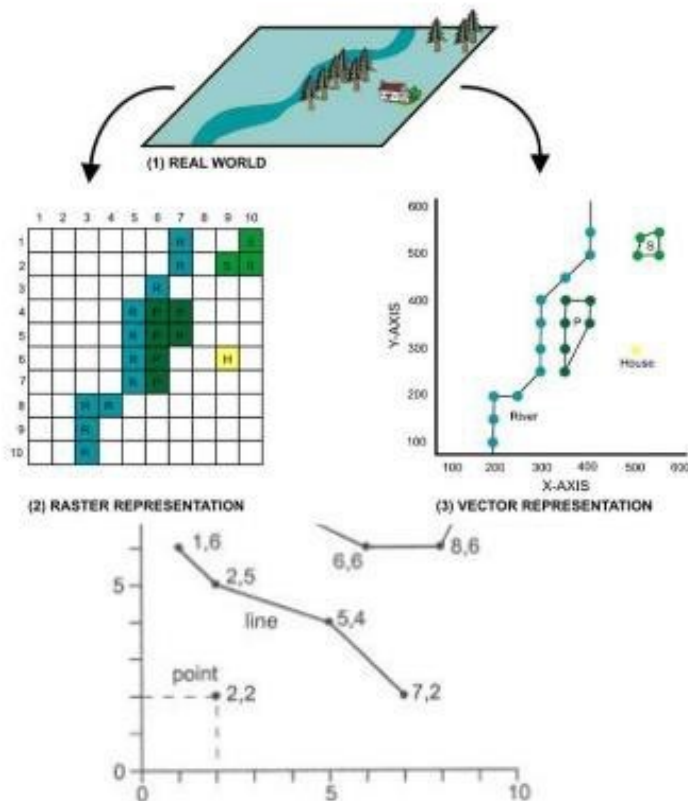 (1) REAL WORLD
1 2 3 4 5 6 7 8 9 10
1 R S
2 R S S
3 R
4 R P P
5 R P P
6 R P H
7 R P
8 R R
9 R
10 R
(2) RASTER REPRESENTATION
600
500
400
300
200
100
Y-AXIS
S
P
House
River
100 200 300 400 500 600
X-AXIS
(3) VECTOR REPRESENTATION
1,6
6,6
8,6
5
2,5
line
5,4
point
2,2
7,2
0
0 5 10